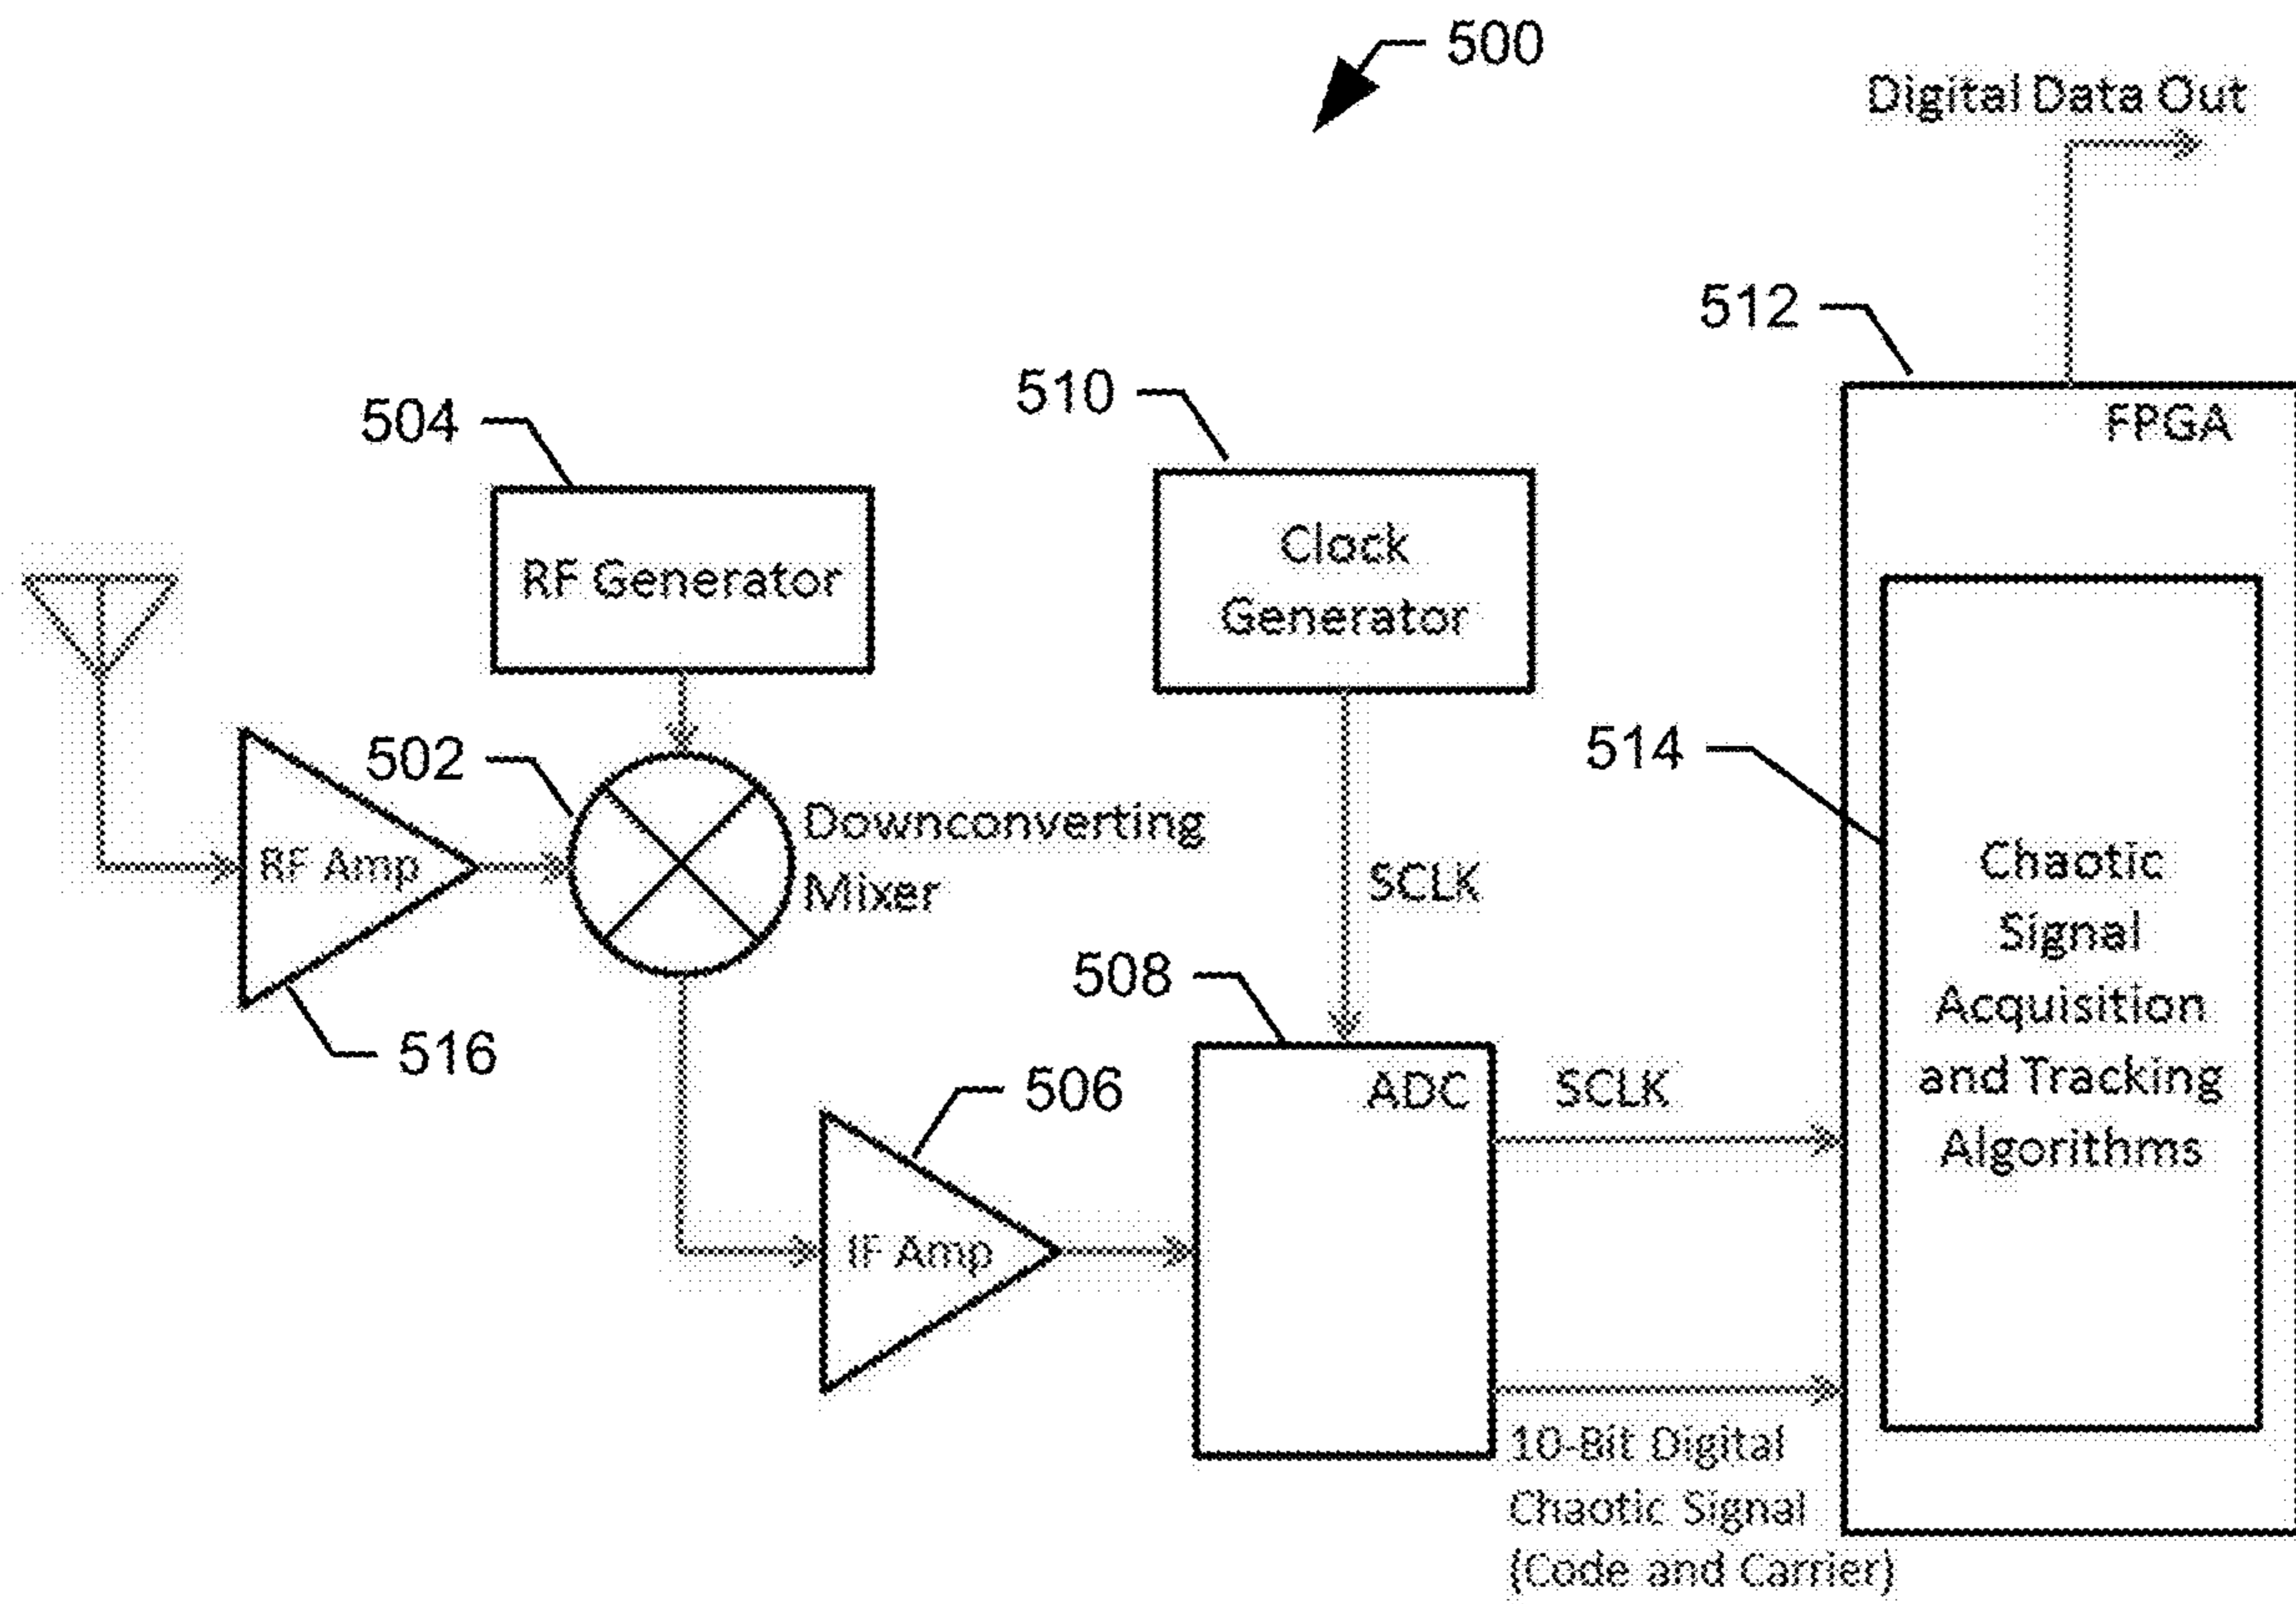 500
Digital Data Out
512
FPGA
510
504
Clock
Generator
RF Generator
502
Downconverting
Mixer
RF Amp
516
SCLK
514
Chaotic
Signal
Acquisition
and Tracking
Algorithms
508
ADC
SCLK
506
IF Amp
10-Bit Digital
Chaotic Signal
(Code and Carrier)